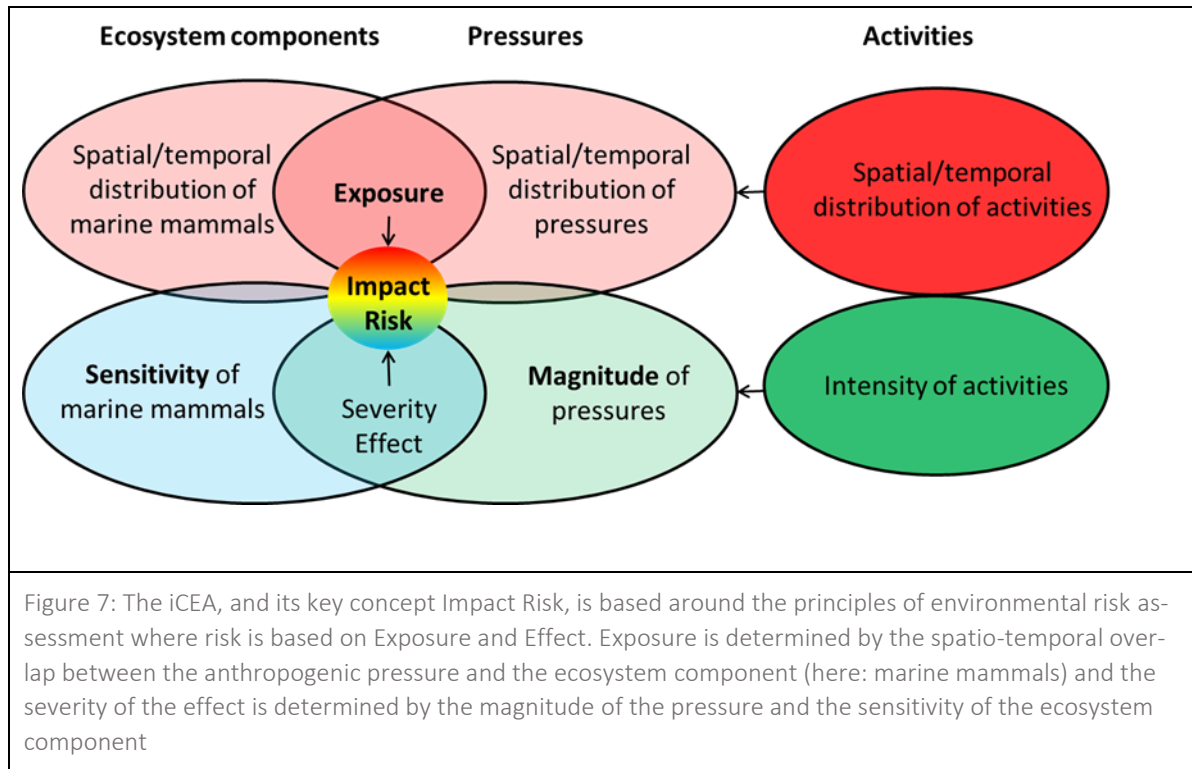 Ecosystem components
Pressures
Activities
Spatial/temporal
distribution of
marine mammals
Exposure
Spatial/temporal
distribution of
pressures
Spatial/temporal
distribution of activities
Impact
Risk
Sensitivity of
marine mammals
Severity
Effect
Magnitude of
pressures
Intensity of activities
Figure 7: The iCEA, and its key concept Impact Risk, is based around the principles of environmental risk as-
sessment where risk is based on Exposure and Effect. Exposure is determined by the spatio-temporal over-
lap between the anthropogenic pressure and the ecosystem component (here: marine mammals) and the
severity of the effect is determined by the magnitude of the pressure and the sensitivity of the ecosystem
component